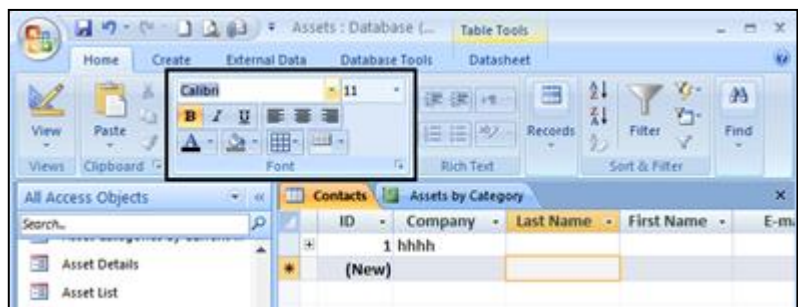 Assets : Database (... Table Tools
Home Create External Data Database Tools Datasheet
Calibri 11
B I U
A
View Paste Records Filter Find
Views Clipboard Font Rich Text Sort & Filter
All Access Objects Contacts Assets by Category
Search... ID Company Last Name First Name E-m
1 hhhh
Asset Details (New)
Asset List